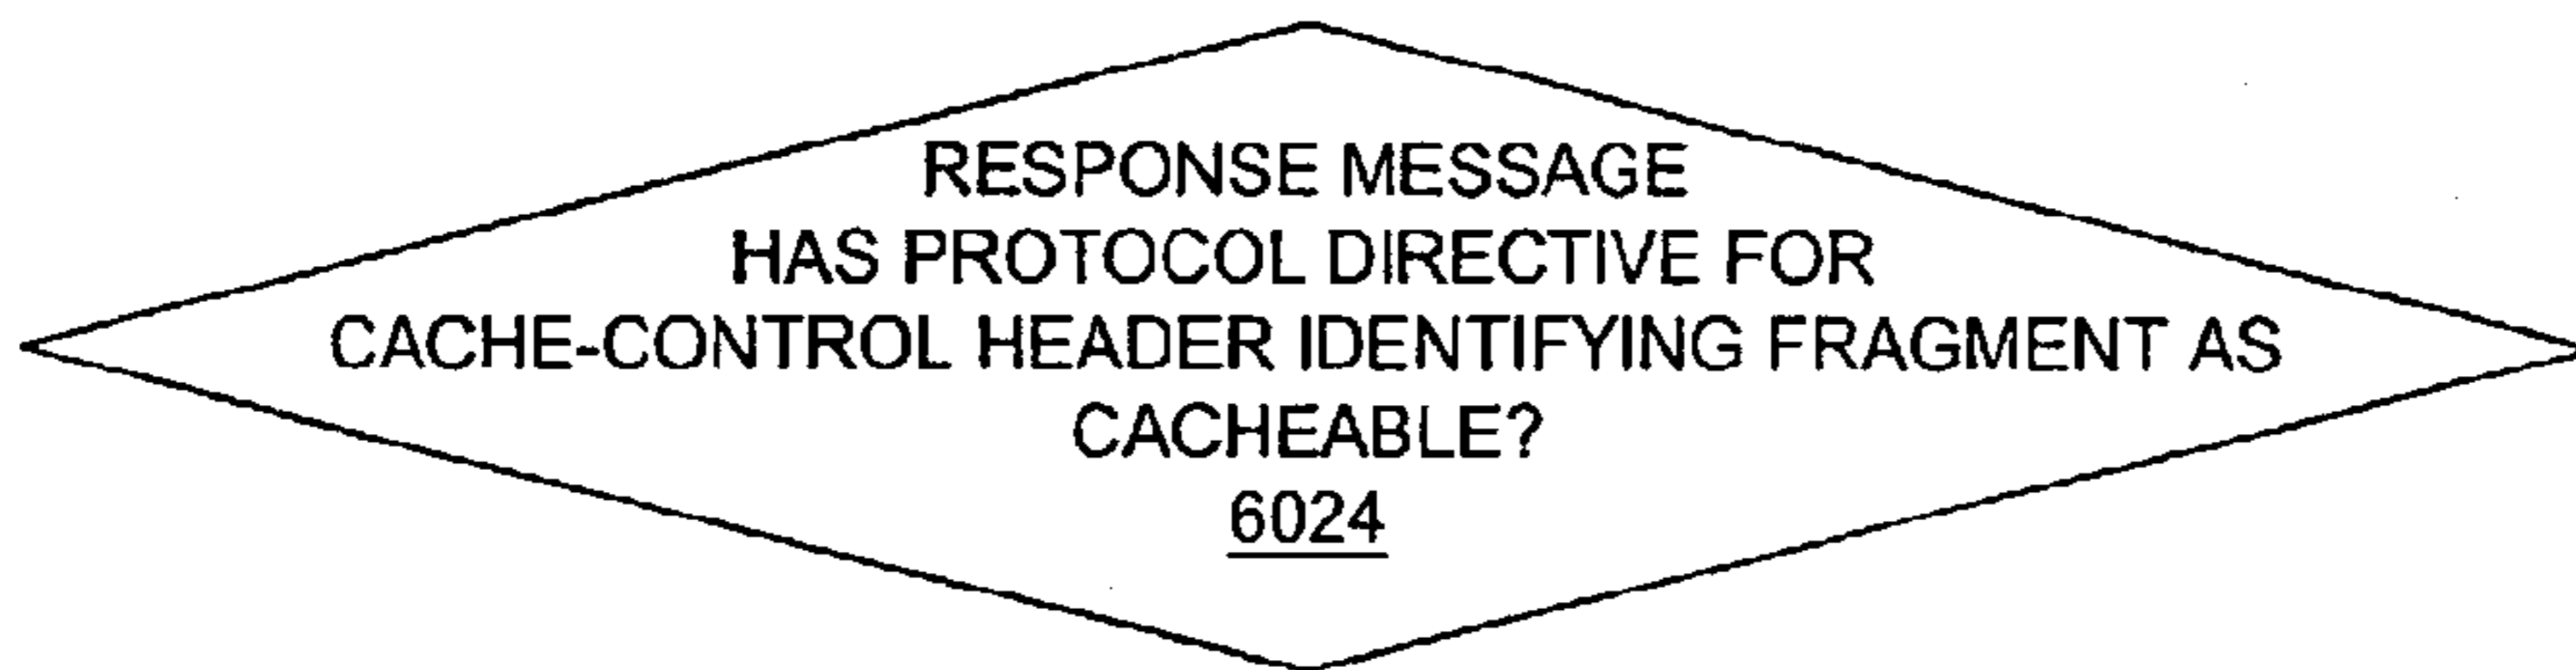 RESPONSE MESSAGE
HAS PROTOCOL DIRECTIVE FOR
CACHE-CONTROL HEADER IDENTIFYING FRAGMENT AS
CACHEABLE?
6024